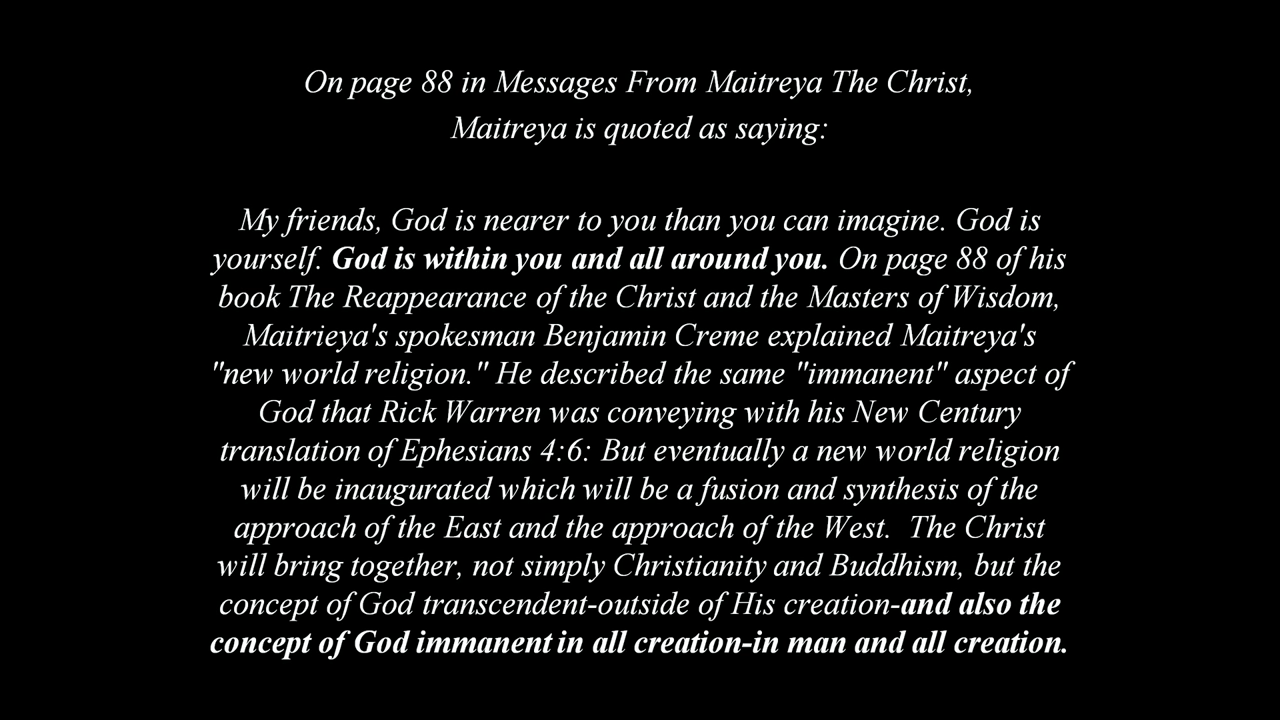 On page 88 in Messages From Maitreya The Christ,
Maitreya is quoted as saying:
My friends, God is nearer to you than you can imagine. God is
yourself. God is within you and all around you. On page 88 of his
book The Reappearance of the Christ and the Masters of Wisdom,
Maitrieya's spokesman Benjamin Creme explained Maitreya's
"new world religion." He described the same "immanent" aspect of
God that Rick Warren was conveying with his New Century
translation of Ephesians 4:6: But eventually a new world religion
will be inaugurated which will be a fusion and synthesis of the
approach of the East and the approach of the West.  The Christ
will bring together, not simply Christianity and Buddhism, but the
concept of God transcendent-outside of His creation-and also the
concept of God immanent in all creation-in man and all creation.